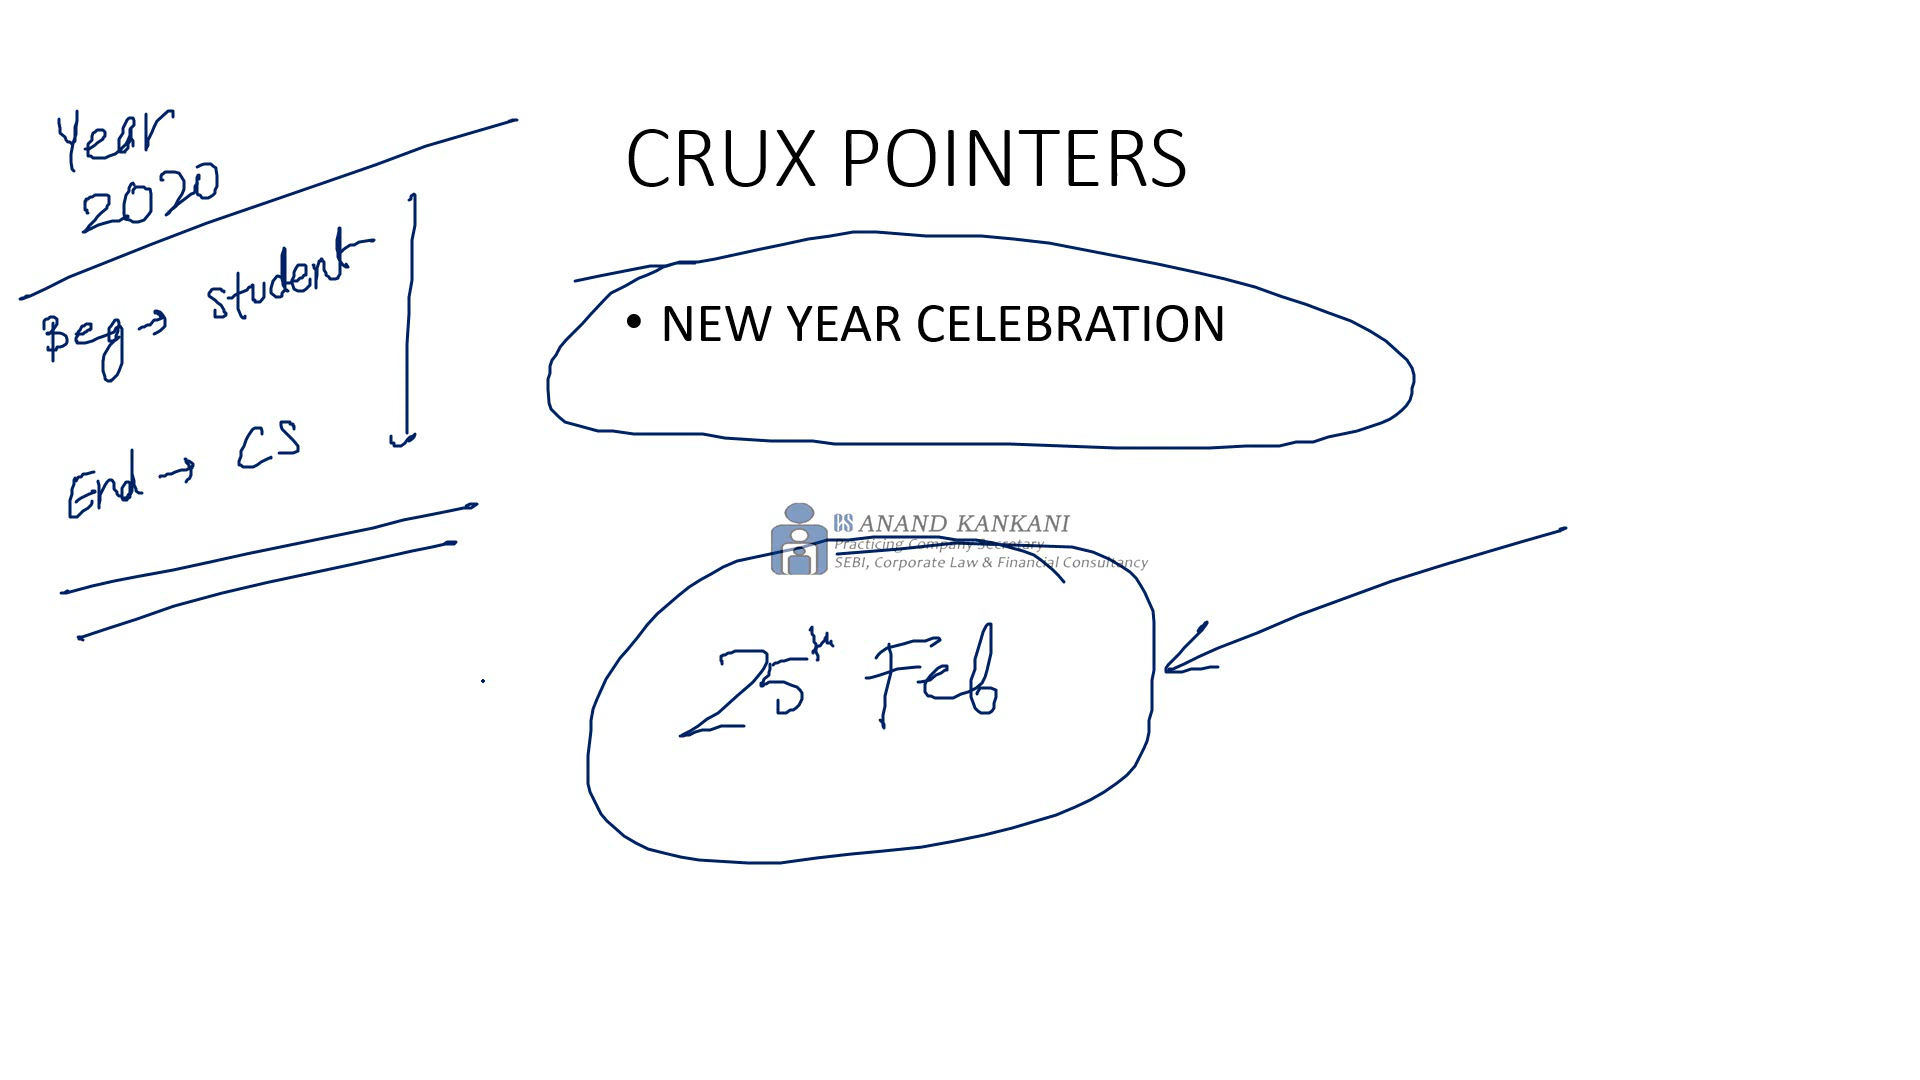 CRUX POINTERS
• NEW YEAR CELEBRATION
Year
2020
Beg → student
End → CS
CS ANAND KANKANI
Practicing Company Secretary
SEBI, Corporate Law & Financial Consultancy
25th Feb